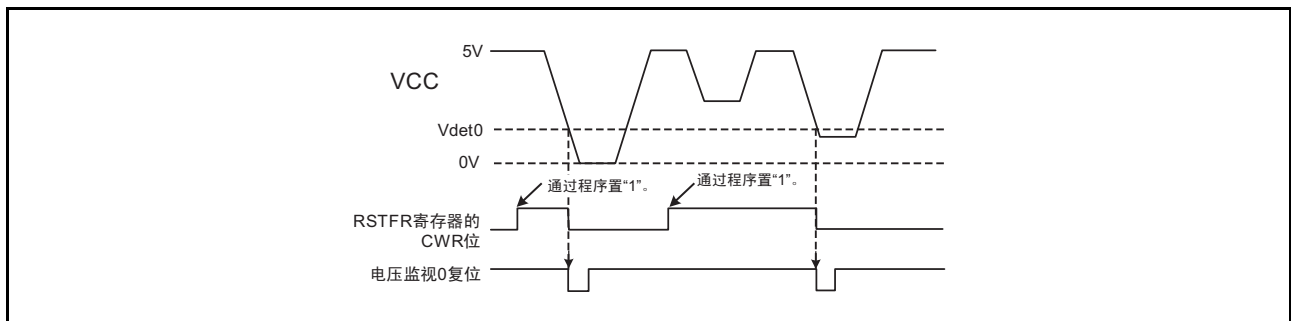 5V
VCC
Vdet0
0V
通过程序置“1”。
通过程序置“1”。
RSTFR寄存器的
CWR位
电压监视0复位